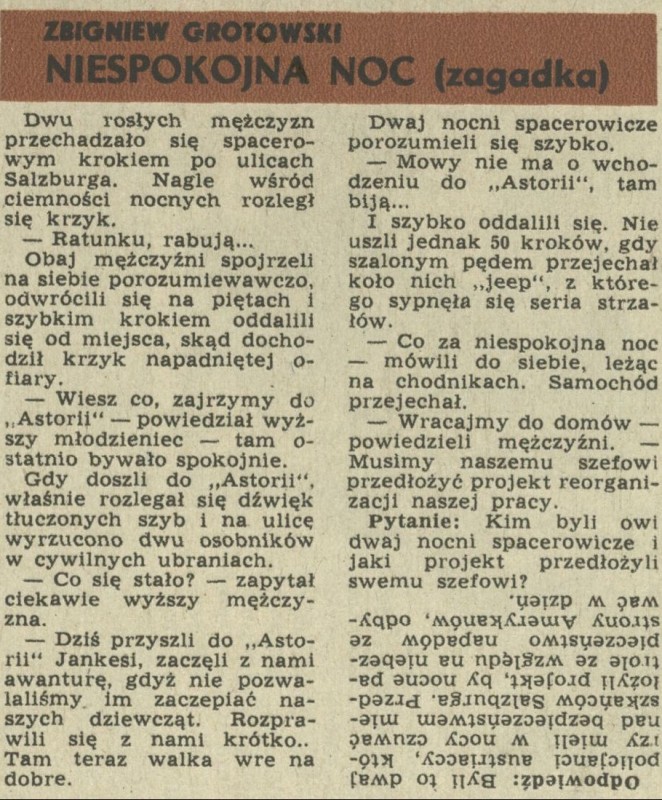 ZBIGNIEW GROTOWSKI
NIESPOKOJNA NOC (zagadka)
Dwu rosłych mężczyzn
przechadzało się spacero-
wym krokiem po ulicach
Salzburga. Nagle wśród
ciemności nocnych rozległ
się krzyk.
— Ratunku, rabują...
Obaj mężczyźni spojrzeli
na siebie porozumiewawczo,
odwrócili się na piętach i
szybkim krokiem oddalili
się od miejsca, skąd docho-
dził krzyk napadniętej o-
fiary.
— Wiesz co, zajrzymy do
„Astorii" — powiedział wyż-
szy młodzieniec — tam o-
statnio bywało spokojnie.
Gdy doszli do „Astorii",
właśnie rozlegał się dźwięk
tłuczonych szyb i na ulicę
wyrzucono dwu osobników
w cywilnych ubraniach.
— Co się stało? — zapytał
ciekawie wyższy mężczy-
zna.
— Dziś przyszli do „Asto-
rii" Jankesi, zaczęli z nami
awanturę, gdyż nie pozwa-
laliśmy im zaczepiać na-
szych dziewcząt. Rozpra-
wili się z nami krótko..
Tam teraz walka wre na
dobre.
Dwaj nocni spacerowicze
porozumieli się szybko.
— Mowy nie ma o wcho-
dzeniu do „Astorii", tam
biją...
I szybko oddalili się. Nie
uszli jednak 50 kroków, gdy
szalonym pędem przejechał
koło nich „jeep", z które-
go sypnęła się seria strza-
łów.
— Co za niespokojna noc
— mówili do siebie, leżąc
na chodnikach. Samochód
przejechał.
— Wracajmy do domów —
powiedzieli mężczyźni. —
Musimy naszemu szefowi
przedłożyć projekt reorgani-
zacji naszej pracy.
Pytanie: Kim byli owi
dwaj nocni spacerowicze i
jaki projekt przedłożyli
swemu szefowi?
Odpowiedź: Byli to dwaj
policjanci austriaccy, któ-
rzy mieli w nocy czuwać
nad bezpieczeństwem mie-
szkańców Salzburga. Przed-
łożyli projekt, by nocne pa-
trole ze względu na niebez-
pieczeństwo napadów ze
strony Amerykanów, odby-
wać w dzień.